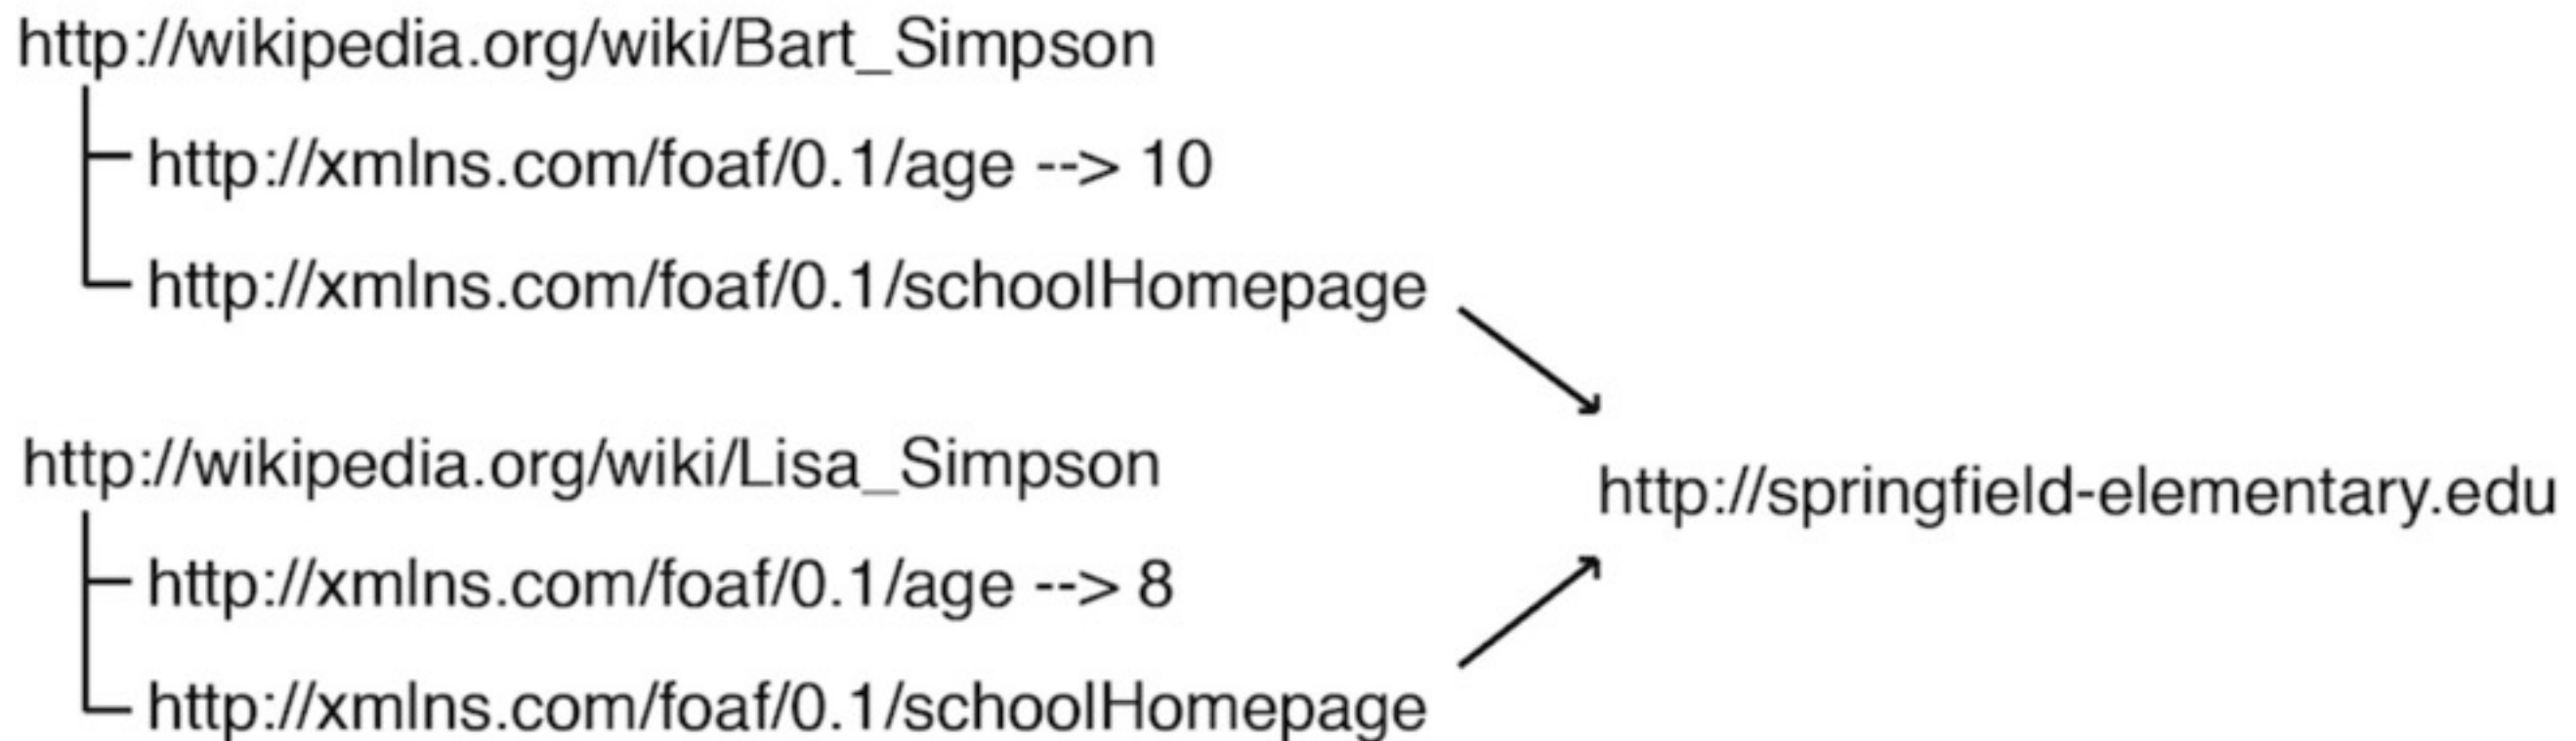 http://wikipedia.org/wiki/Bart_Simpson
http://xmlns.com/foaf/0.1/age --> 10
http://xmlns.com/foaf/0.1/schoolHomepage
http://wikipedia.org/wiki/Lisa_Simpson
http://springfield-elementary.edu
http://xmlns.com/foaf/0.1/age --> 8
http://xmlns.com/foaf/0.1/schoolHomepage